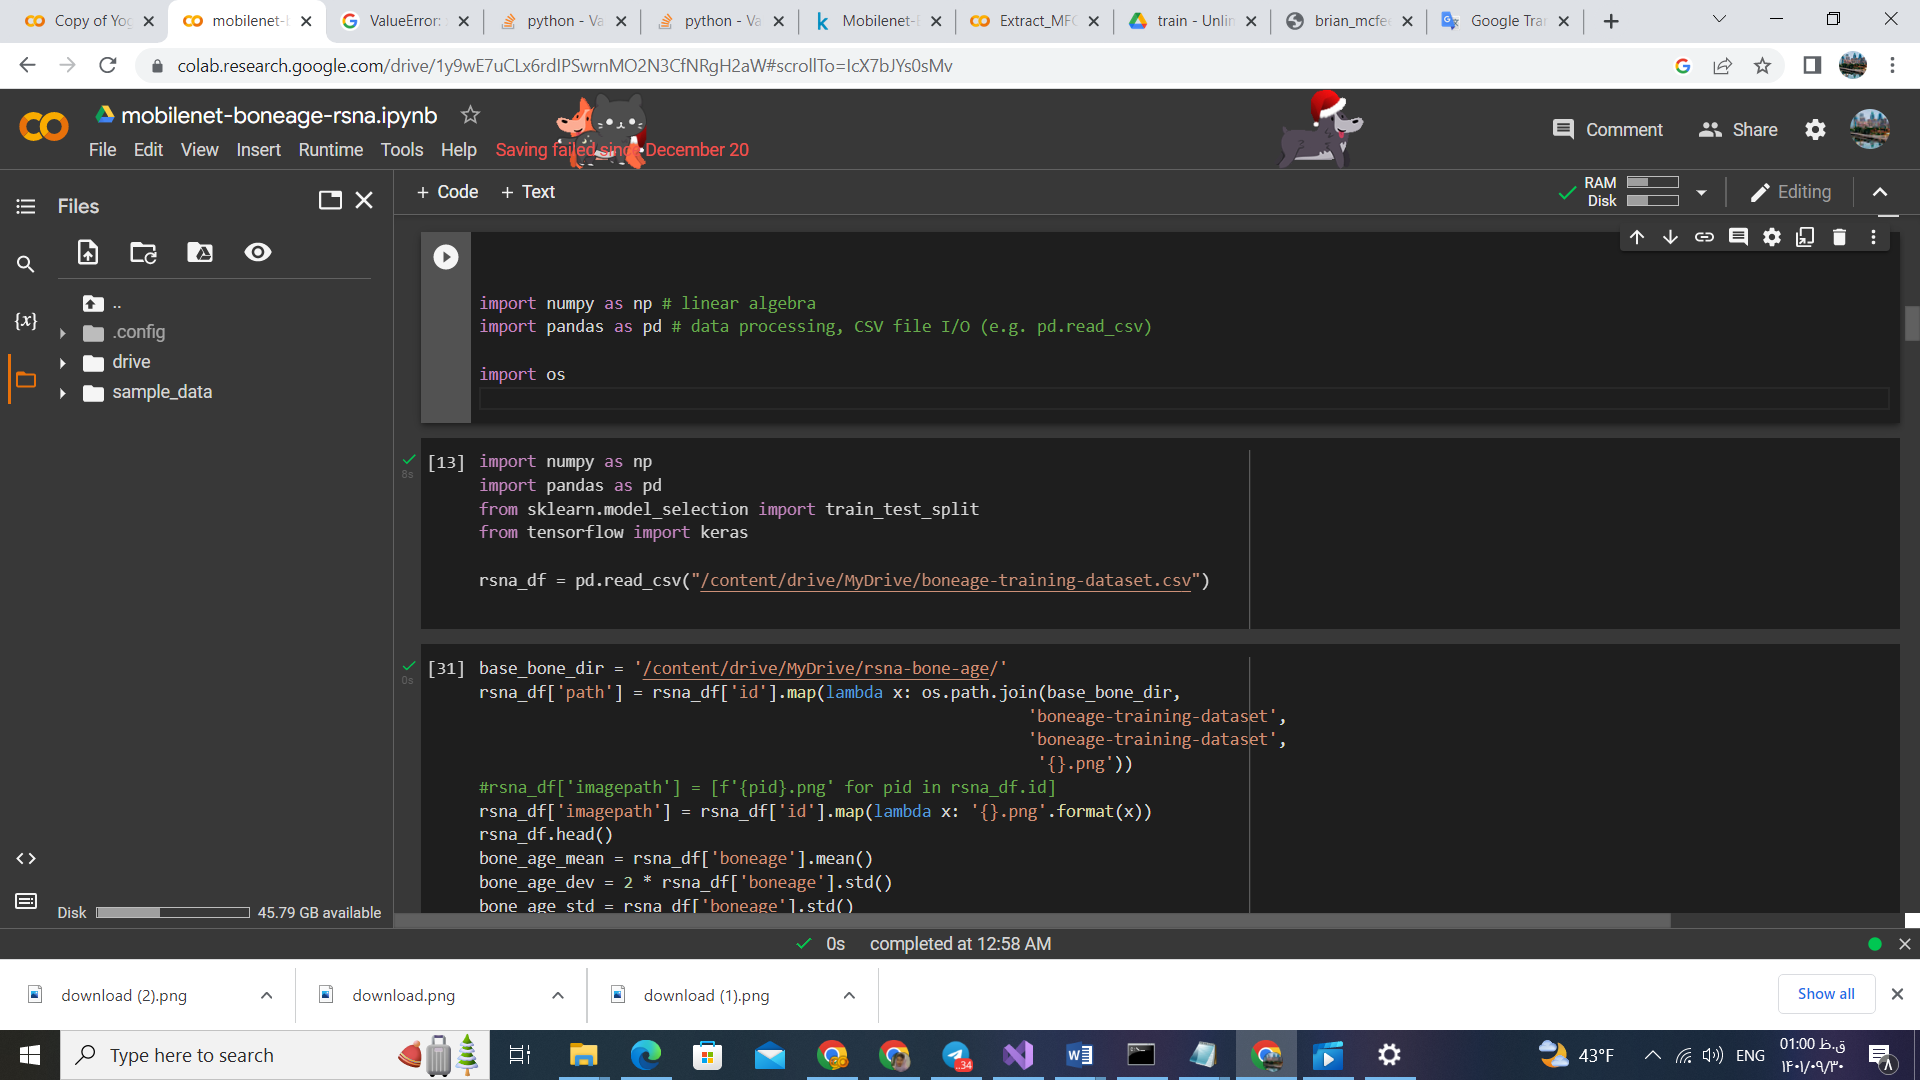 Copy of Yog
mobilenet-b
ValueError:
python - Va
python - Va
Mobilenet-F
Extract_MFC
train - Unlin
brian_mcfee
Google Tran
colab.research.google.com/drive/1y9wE7uCLx6rdIPSwrnMO2N3CfNRgH2aW#scrollTo=IcX7bJYs0sMv
mobilenet-boneage-rsna.ipynb
Comment
Share
File Edit View Insert Runtime Tools Help Saving failed since December 20
Files
+ Code + Text
RAM
Disk
Editing
..
.config
drive
sample_data
{x}
import numpy as np # linear algebra
import pandas as pd # data processing, CSV file I/O (e.g. pd.read_csv)
import os
8s
[13] import numpy as np
import pandas as pd
from sklearn.model_selection import train_test_split
from tensorflow import keras
rsna_df = pd.read_csv("/content/drive/MyDrive/boneage-training-dataset.csv")
0s
[31] base_bone_dir = '/content/drive/MyDrive/rsna-bone-age/'
rsna_df['path'] = rsna_df['id'].map(lambda x: os.path.join(base_bone_dir,
'boneage-training-dataset',
'boneage-training-dataset',
'{}.png'))
#rsna_df['imagepath'] = [f'{pid}.png' for pid in rsna_df.id]
rsna_df['imagepath'] = rsna_df['id'].map(lambda x: '{}.png'.format(x))
rsna_df.head()
bone_age_mean = rsna_df['boneage'].mean()
bone_age_dev = 2 * rsna_df['boneage'].std()
bone_age_std = rsna_df['boneage'].std()
Disk 45.79 GB available
0s completed at 12:58 AM
download (2).png
download.png
download (1).png
Show all
Type here to search
..34
43°F
ENG
01:00 ق.ظ
۱۴۰۱/۰۹/۳۰